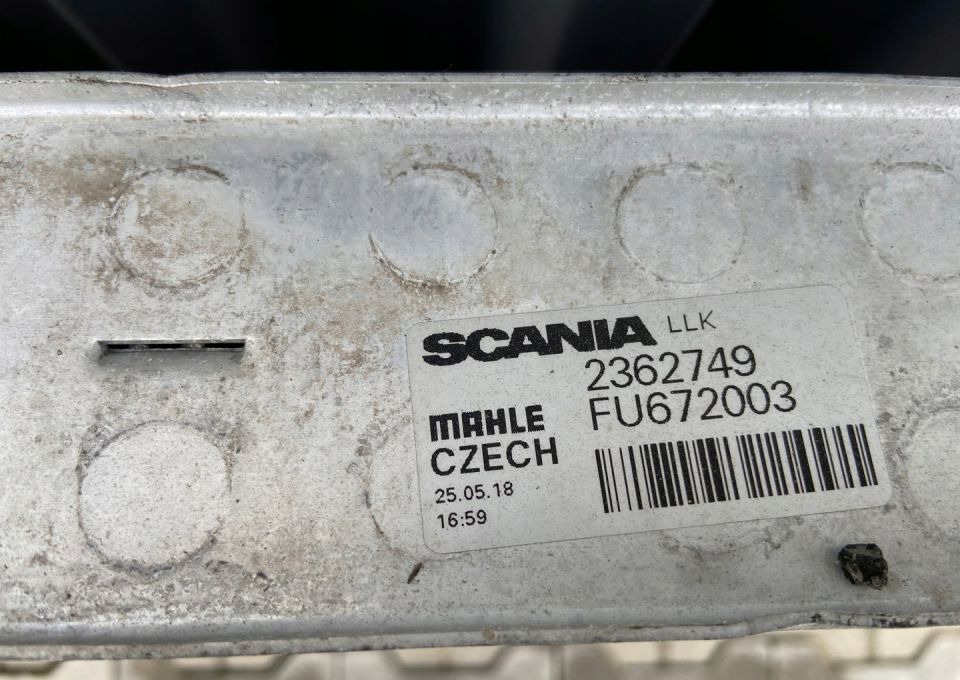 SCANIA LLK
2362749
FU672003
MAHLE
CZECH
25.05.18
16:59